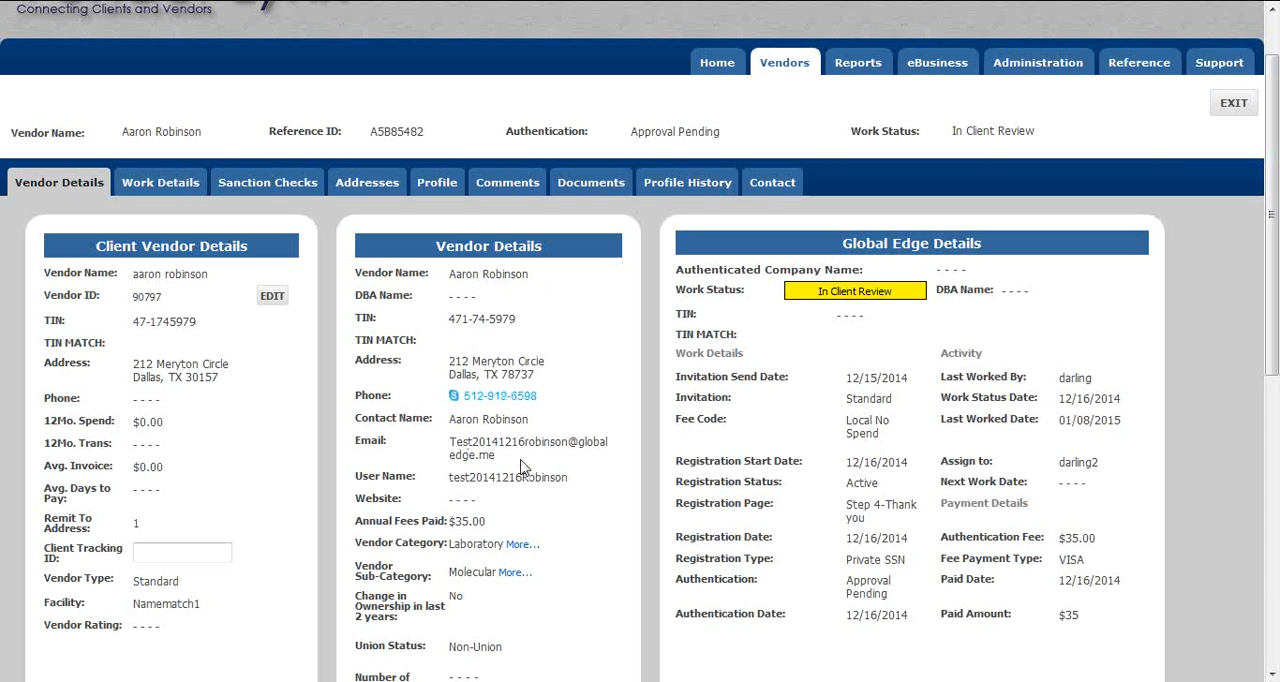 Connecting Clients and Vendors
Home Vendors Reports eBusiness Administration Reference Support
EXIT
Vendor Name: Aaron Robinson Reference ID: A5B85482 Authentication: Approval Pending Work Status: In Client Review
Vendor Details Work Details Sanction Checks Addresses Profile Comments Documents Profile History Contact
Client Vendor Details
Vendor Name: aaron robinson
Vendor ID: 90797 EDIT
TIN: 47-1745979
TIN MATCH:
Address: 212 Meryton Circle
Dallas, TX 30157
Phone: - - - -
12Mo. Spend: $0.00
12Mo. Trans: - - - -
Avg. Invoice: $0.00
Avg. Days to
Pay: - - - -
Remit To
Address: 1
Client Tracking
ID:
Vendor Type: Standard
Facility: Namematch1
Vendor Rating: - - - -
Vendor Details
Vendor Name: Aaron Robinson
DBA Name: - - - -
TIN: 471-74-5979
TIN MATCH:
Address: 212 Meryton Circle
Dallas, TX 78737
Phone: 512-912-6598
Contact Name: Aaron Robinson
Email: Test20141216robinson@global
edge.me
User Name: test20141216robinson
Website: - - - -
Annual Fees Paid: $35.00
Vendor Category: Laboratory More...
Vendor
Sub-Category: Molecular More...
Change in No
Ownership in last
2 years:
Union Status: Non-Union
Number of - - - -
Global Edge Details
Authenticated Company Name: - - - -
Work Status: In Client Review DBA Name: - - - -
TIN: - - - -
TIN MATCH:
Work Details Activity
Invitation Send Date: 12/15/2014 Last Worked By: darling
Invitation: Standard Work Status Date: 12/16/2014
Fee Code: Local No Last Worked Date: 01/08/2015
Spend
Registration Start Date: 12/16/2014 Assign to: darling2
Registration Status: Active Next Work Date: - - - -
Registration Page: Step 4-Thank Payment Details
you
Registration Date: 12/16/2014 Authentication Fee: $35.00
Registration Type: Private SSN Fee Payment Type: VISA
Authentication: Approval Paid Date: 12/16/2014
Pending
Authentication Date: 12/16/2014 Paid Amount: $35